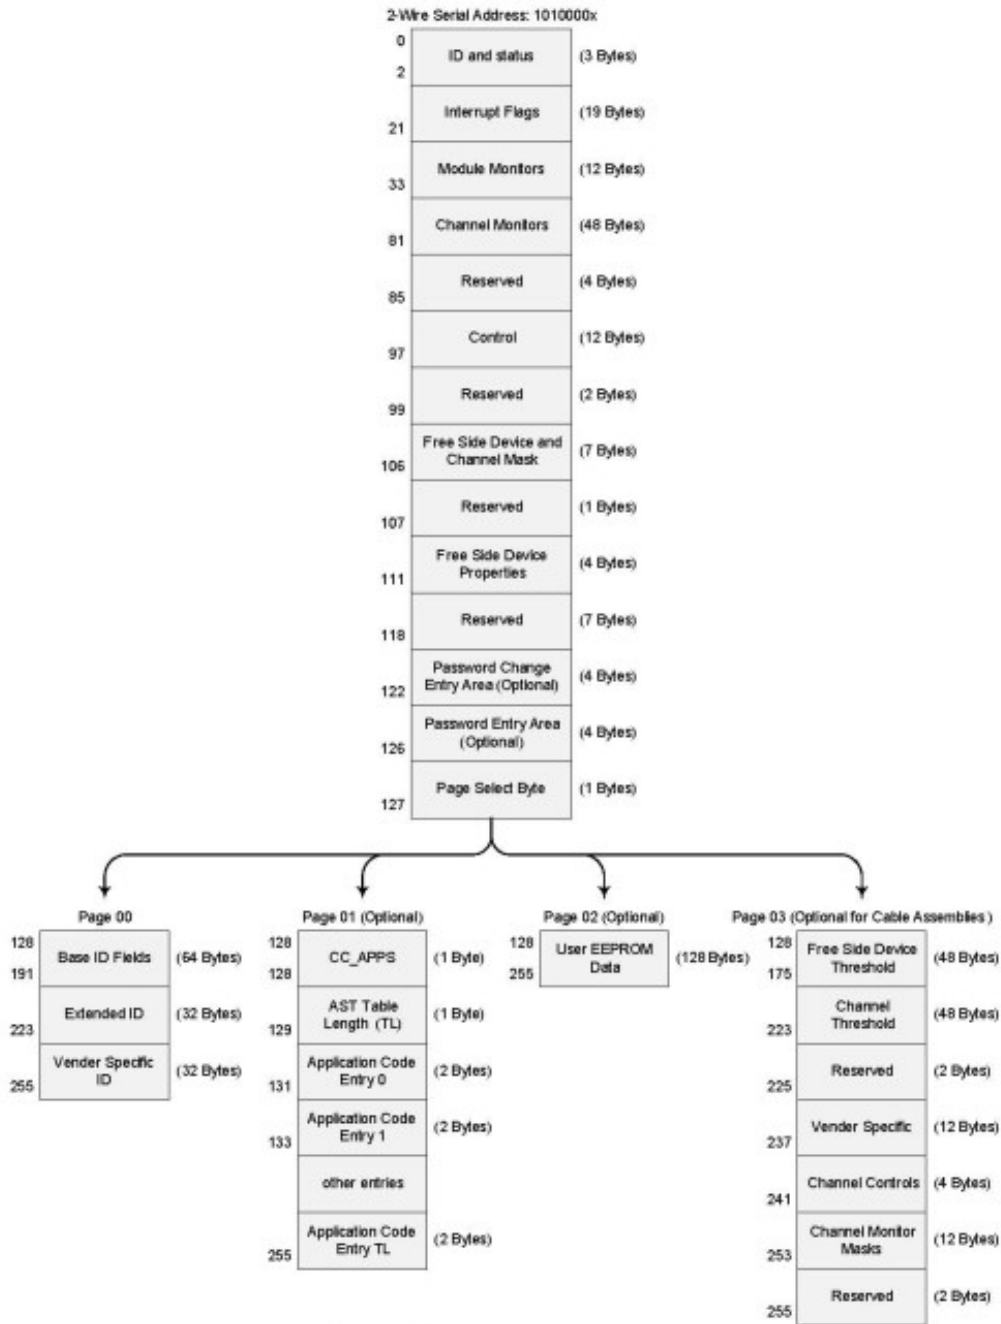 2-Wire Serial Address: 1010000x
0
ID and status
(3 Bytes)
2
Interrupt Flags
(19 Bytes)
21
Module Monitors
(12 Bytes)
33
Channel Monitors
(48 Bytes)
81
Reserved
(4 Bytes)
85
Control
(12 Bytes)
97
Reserved
(2 Bytes)
99
Free Side Device and
Channel Mask
(7 Bytes)
106
Reserved
(1 Bytes)
107
Free Side Device
Properties
(4 Bytes)
111
Reserved
(7 Bytes)
118
Password Change
Entry Area (Optional)
(4 Bytes)
122
Password Entry Area
(Optional)
(4 Bytes)
126
Page Select Byte
(1 Bytes)
127
Page 00
128
Base ID Fields
(64 Bytes)
191
Extended ID
(32 Bytes)
223
Vender Specific
ID
(32 Bytes)
255
Page 01 (Optional)
128
CC_APPS
(1 Byte)
128
AST Table
Length (TL)
(1 Byte)
129
Application Code
Entry 0
(2 Bytes)
131
Application Code
Entry 1
(2 Bytes)
133
other entries
Application Code
Entry TL
(2 Bytes)
255
Page 02 (Optional)
128
User EEPROM
Data
(128 Bytes)
255
Page 03 (Optional for Cable Assemblies )
128
Free Side Device
Threshold
(48 Bytes)
175
Channel
Threshold
(48 Bytes)
223
Reserved
(2 Bytes)
225
Vender Specific
(12 Bytes)
237
Channel Controls
(4 Bytes)
241
Channel Monitor
Masks
(12 Bytes)
253
Reserved
(2 Bytes)
255